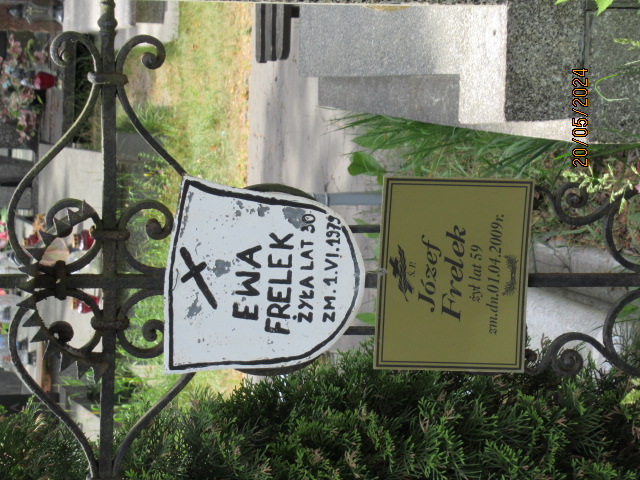 EWA
FRELEK
ŻYŁA LAT 30
ZM. 1.VI.1979
Ś.P.
Józef
Frelek
żył lat 59
zm.dn.01.04.2009r.
20/05/2024